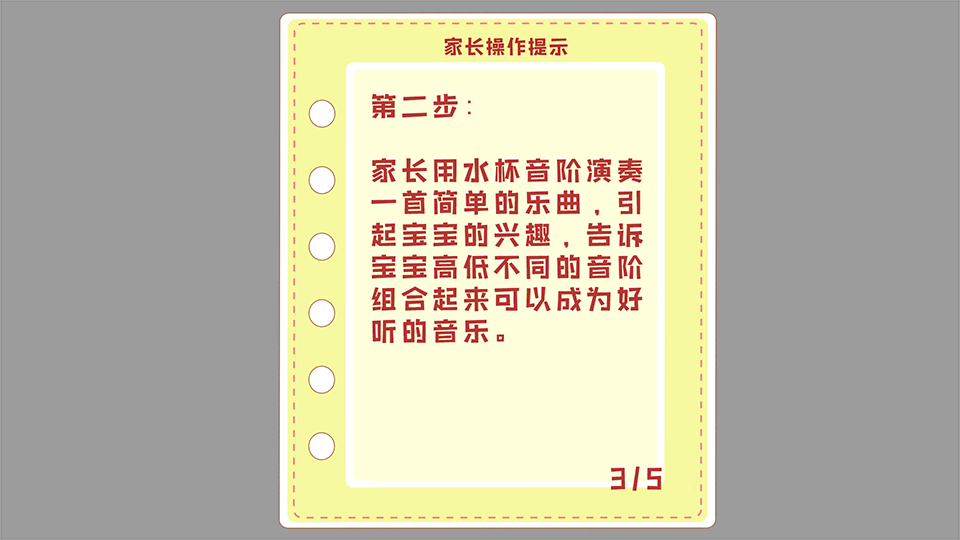 家长操作提示
第二步：
家长用水杯音阶演奏
一首简单的乐曲，引
起宝宝的兴趣，告诉
宝宝高低不同的音阶
组合起来可以成为好
听的音乐。
3/5